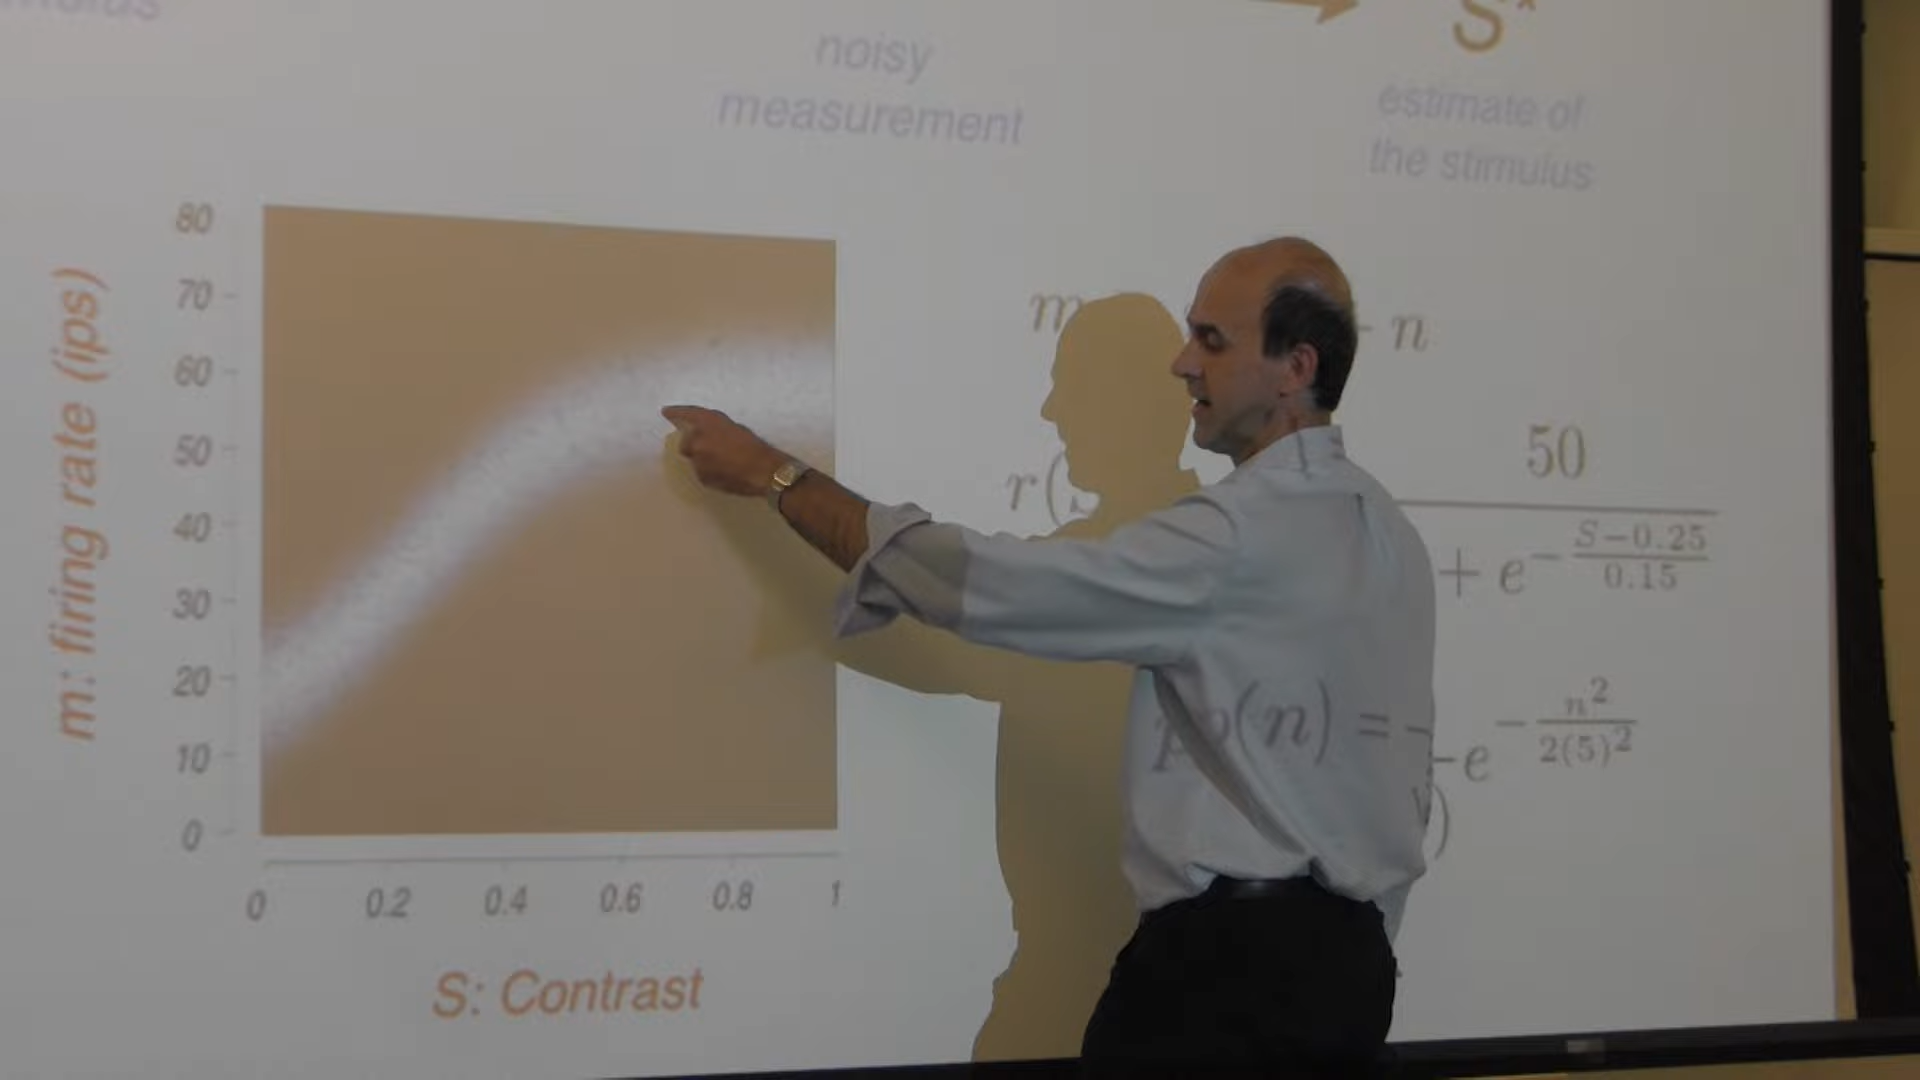 S*
noisy
measurement
estimate of
the stimulus
m: firing rate (ips)
80
70
60
50
40
30
20
10
0
0 0.2 0.4 0.6 0.8 1
S: Contrast
m n
r(
50
+ e^{-\frac{S-0.25}{0.15}}
p(n) =
e^{-\frac{n^2}{2(5)^2}}